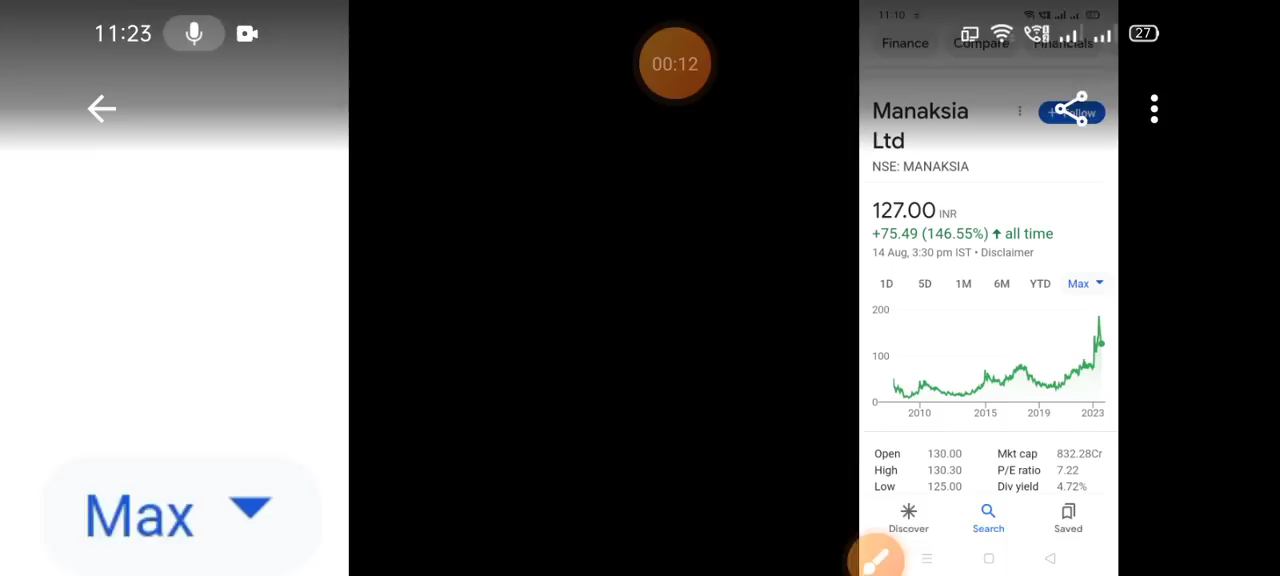 11:23
27
00:12
11:10
Finance Compare Financials
Manaksia
Ltd
+ Follow
NSE: MANAKSIA
127.00 INR
+75.49 (146.55%) ↑ all time
14 Aug, 3:30 pm IST • Disclaimer
1D 5D 1M 6M YTD Max
200
100
0
2010 2015 2019 2023
Open 130.00 Mkt cap 832.28Cr
High 130.30 P/E ratio 7.22
Low 125.00 Div yield 4.72%
Discover Search Saved
Max